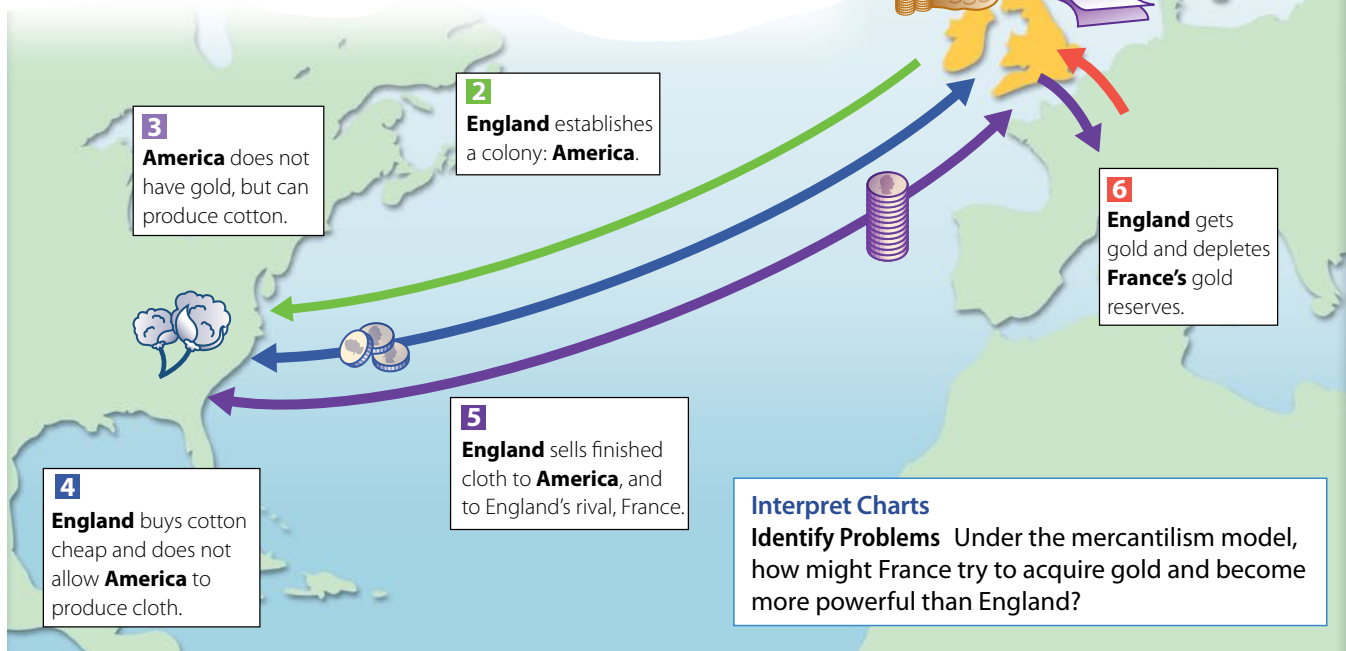 2
England establishes
a colony: America.
3
America does not
have gold, but can
produce cotton.
4
England buys cotton
cheap and does not
allow America to
produce cloth.
5
England sells finished
cloth to America, and
to England's rival, France.
6
England gets
gold and depletes
France's gold
reserves.
Interpret Charts
Identify Problems Under the mercantilism model,
how might France try to acquire gold and become
more powerful than England?